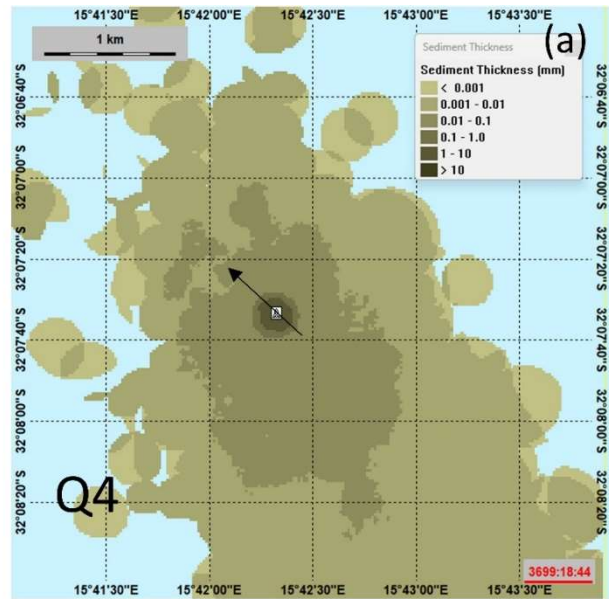 15°41'30"E 15°42'00"E 15°42'30"E 15°43'00"E 15°43'30"E
1 km
(a)
Sediment Thickness
Sediment Thickness (mm)
< 0.001
0.001 - 0.01
0.01 - 0.1
0.1 - 1.0
1 - 10
> 10
32°06'40"S 32°06'40"S
32°07'00"S 32°07'00"S
32°07'20"S 32°07'20"S
32°07'40"S 32°07'40"S
32°08'00"S 32°08'00"S
32°08'20"S 32°08'20"S
Q4
3699:18:44
15°41'30"E 15°42'00"E 15°42'30"E 15°43'00"E 15°43'30"E